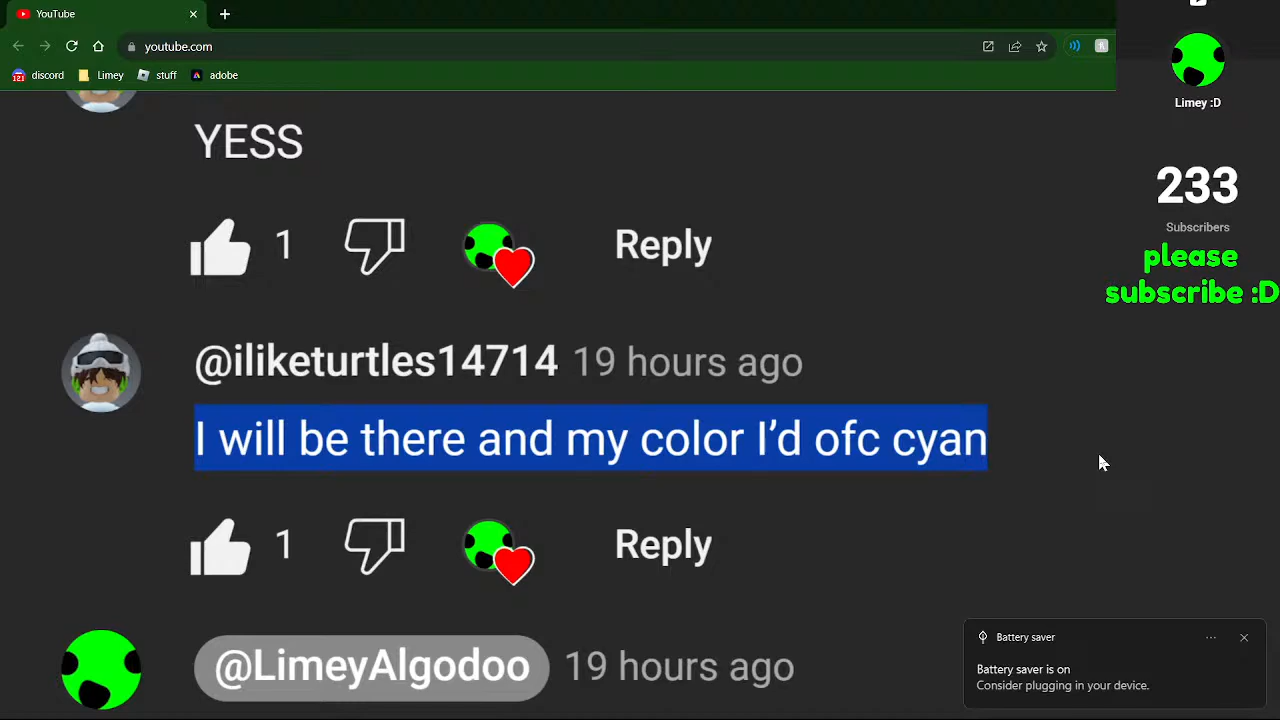 YouTube
youtube.com
discord
Limey
stuff
adobe
Limey :D
233
Subscribers
please
subscribe :D
YESS
1
Reply
@iliketurtles14714 19 hours ago
I will be there and my color I’d ofc cyan
1
Reply
@LimeyAlgodoo 19 hours ago
Battery saver
Battery saver is on
Consider plugging in your device.